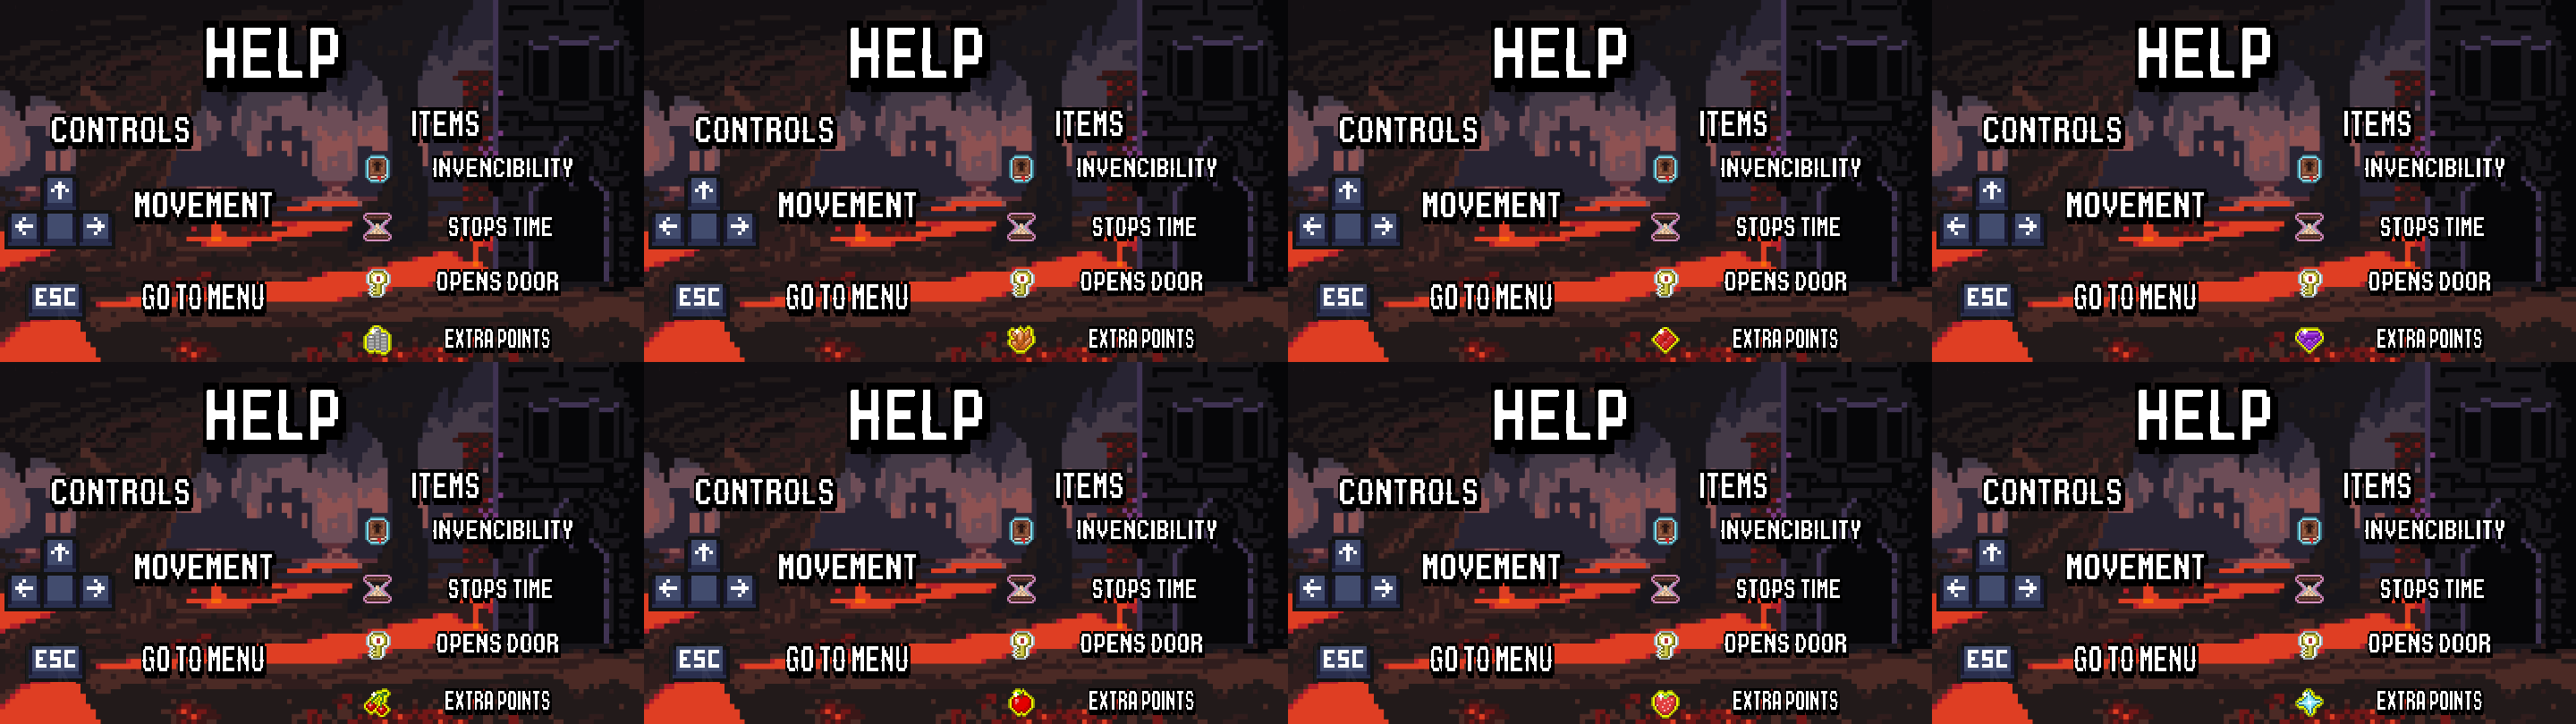 HELP
CONTROLS
ITEMS
INVENCIBILITY
MOVEMENT
STOPS TIME
OPENS DOOR
ESC
GO TO MENU
EXTRA POINTS
HELP
CONTROLS
ITEMS
INVENCIBILITY
MOVEMENT
STOPS TIME
OPENS DOOR
ESC
GO TO MENU
EXTRA POINTS
HELP
CONTROLS
ITEMS
INVENCIBILITY
MOVEMENT
STOPS TIME
OPENS DOOR
ESC
GO TO MENU
EXTRA POINTS
HELP
CONTROLS
ITEMS
INVENCIBILITY
MOVEMENT
STOPS TIME
OPENS DOOR
ESC
GO TO MENU
EXTRA POINTS
HELP
CONTROLS
ITEMS
INVENCIBILITY
MOVEMENT
STOPS TIME
OPENS DOOR
ESC
GO TO MENU
EXTRA POINTS
HELP
CONTROLS
ITEMS
INVENCIBILITY
MOVEMENT
STOPS TIME
OPENS DOOR
ESC
GO TO MENU
EXTRA POINTS
HELP
CONTROLS
ITEMS
INVENCIBILITY
MOVEMENT
STOPS TIME
OPENS DOOR
ESC
GO TO MENU
EXTRA POINTS
HELP
CONTROLS
ITEMS
INVENCIBILITY
MOVEMENT
STOPS TIME
OPENS DOOR
ESC
GO TO MENU
EXTRA POINTS